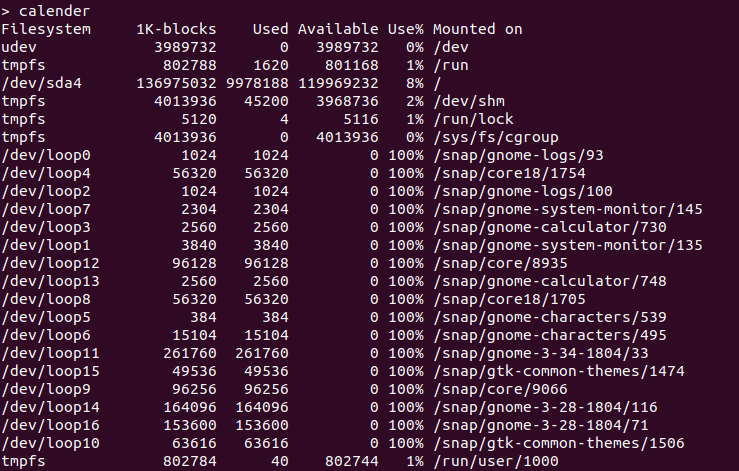 > calender
Filesystem 1K-blocks Used Available Use% Mounted on
udev 3989732 0 3989732 0% /dev
tmpfs 802788 1620 801168 1% /run
/dev/sda4 136975032 9978188 119969232 8% /
tmpfs 4013936 45200 3968736 2% /dev/shm
tmpfs 5120 4 5116 1% /run/lock
tmpfs 4013936 0 4013936 0% /sys/fs/cgroup
/dev/loop0 1024 1024 0 100% /snap/gnome-logs/93
/dev/loop4 56320 56320 0 100% /snap/core18/1754
/dev/loop2 1024 1024 0 100% /snap/gnome-logs/100
/dev/loop7 2304 2304 0 100% /snap/gnome-system-monitor/145
/dev/loop3 2560 2560 0 100% /snap/gnome-calculator/730
/dev/loop1 3840 3840 0 100% /snap/gnome-system-monitor/135
/dev/loop12 96128 96128 0 100% /snap/core/8935
/dev/loop13 2560 2560 0 100% /snap/gnome-calculator/748
/dev/loop8 56320 56320 0 100% /snap/core18/1705
/dev/loop5 384 384 0 100% /snap/gnome-characters/539
/dev/loop6 15104 15104 0 100% /snap/gnome-characters/495
/dev/loop11 261760 261760 0 100% /snap/gnome-3-34-1804/33
/dev/loop15 49536 49536 0 100% /snap/gtk-common-themes/1474
/dev/loop9 96256 96256 0 100% /snap/core/9066
/dev/loop14 164096 164096 0 100% /snap/gnome-3-28-1804/116
/dev/loop16 153600 153600 0 100% /snap/gnome-3-28-1804/71
/dev/loop10 63616 63616 0 100% /snap/gtk-common-themes/1506
tmpfs 802784 40 802744 1% /run/user/1000